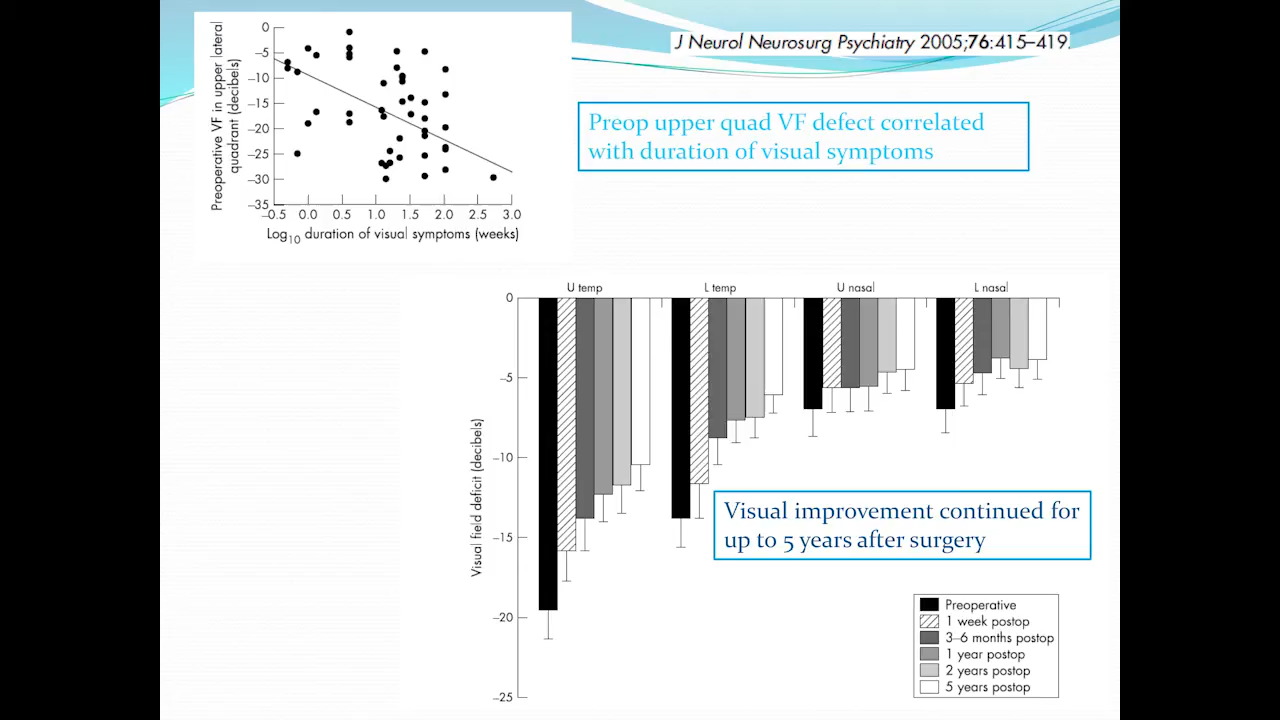 J Neurol Neurosurg Psychiatry 2005;76:415–419.
Preoperative VF in upper lateral
quadrant (decibels)
0
–5
–10
–15
–20
–25
–30
–35
–0.5 0.0 0.5 1.0 1.5 2.0 2.5 3.0
Log10 duration of visual symptoms (weeks)
Preop upper quad VF defect correlated
with duration of visual symptoms
U temp L temp U nasal L nasal
Visual field deficit (decibels)
0
–5
–10
–15
–20
–25
Visual improvement continued for
up to 5 years after surgery
Preoperative
1 week postop
3–6 months postop
1 year postop
2 years postop
5 years postop